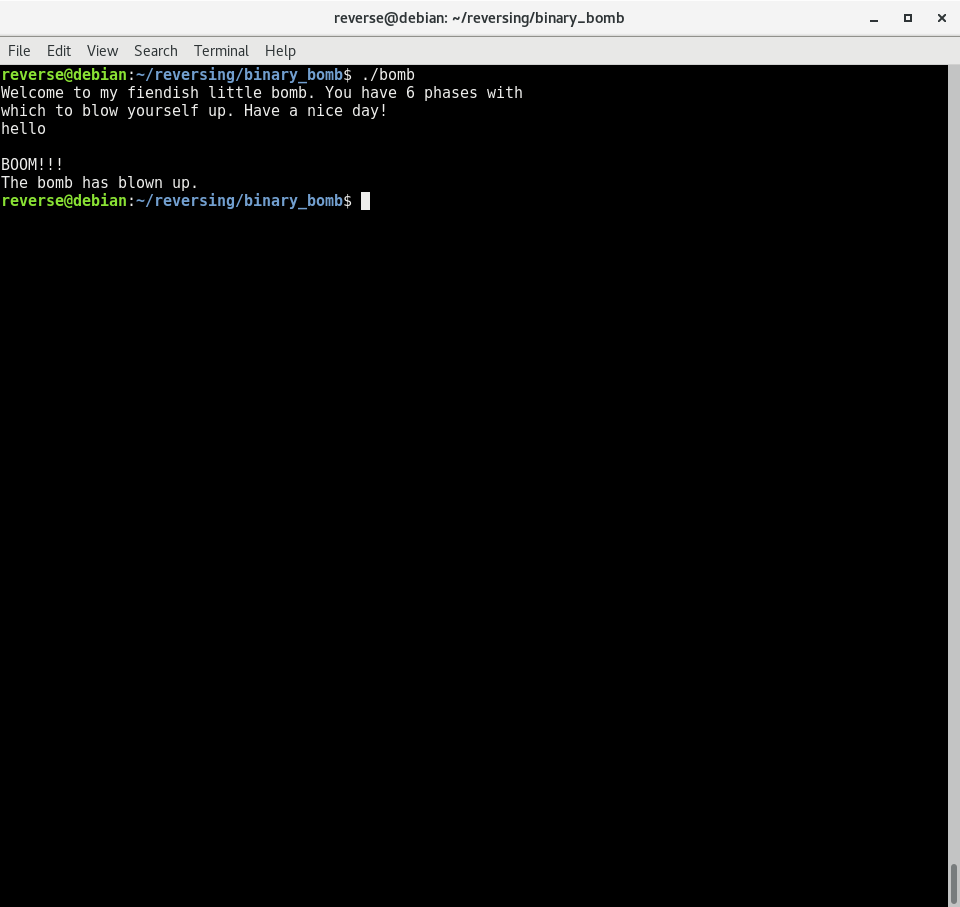 reverse@debian: ~/reversing/binary_bomb
File Edit View Search Terminal Help
reverse@debian:~/reversing/binary_bomb$ ./bomb
Welcome to my fiendish little bomb. You have 6 phases with
which to blow yourself up. Have a nice day!
hello
BOOM!!!
The bomb has blown up.
reverse@debian:~/reversing/binary_bomb$